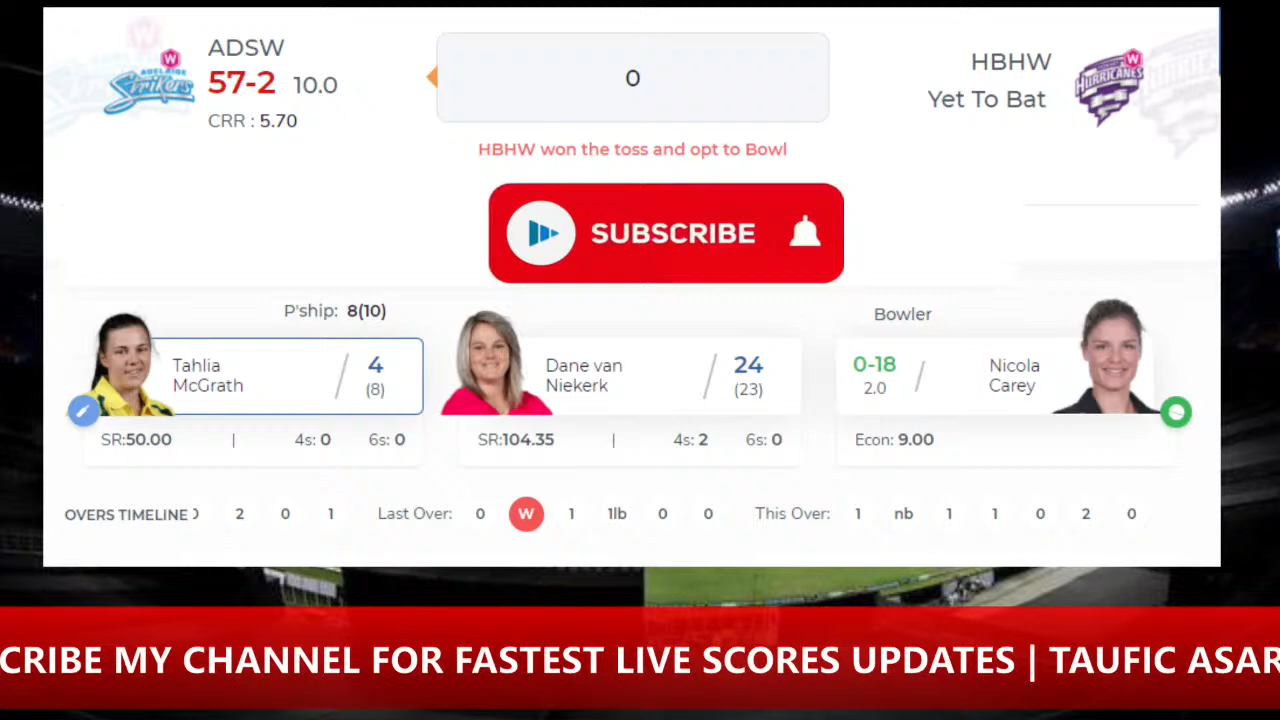 ADSW
57-2 10.0
CRR : 5.70
0
HBHW
Yet To Bat
W
ADELAIDE
Strikers
W
HURRICANES
HBHW won the toss and opt to Bowl
SUBSCRIBE
P'ship: 8(10)
Bowler
Tahlia
McGrath
4
(8)
Dane van
Niekerk
24
(23)
0-18
2.0
Nicola
Carey
SR:50.00 | 4s: 0 6s: 0
SR:104.35 | 4s: 2 6s: 0
Econ: 9.00
OVERS TIMELINE 2 0 1 Last Over: 0 W 1 1lb 0 0 This Over: 1 nb 1 1 0 2 0
CRIBE MY CHANNEL FOR FASTEST LIVE SCORES UPDATES | TAUFIC ASAR